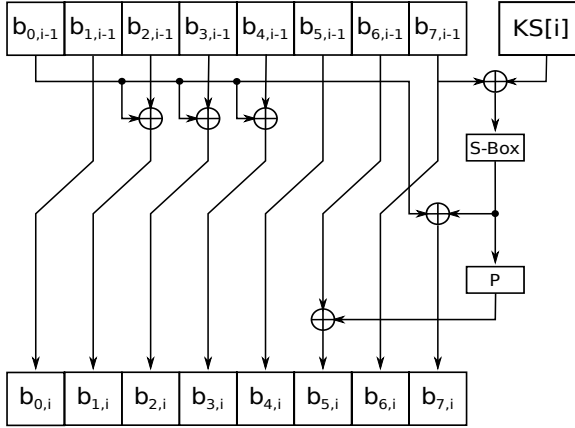 b0,i-1 b1,i-1 b2,i-1 b3,i-1 b4,i-1 b5,i-1 b6,i-1 b7,i-1 KS[i]
S-Box
P
b0,i b1,i b2,i b3,i b4,i b5,i b6,i b7,i